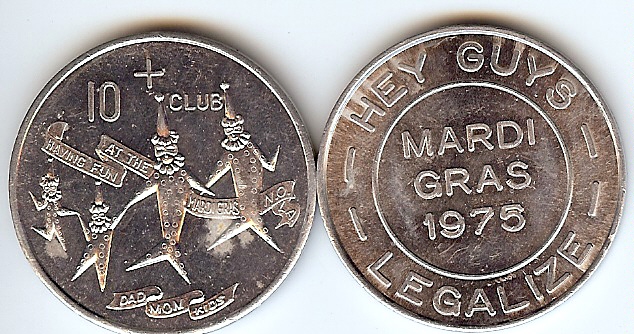 10 + CLUB
HAVING FUN AT THE MARDI GRAS N.O. LA
DAD MOM KIDS
HEY GUYS
MARDI
GRAS
1975
LEGALIZE